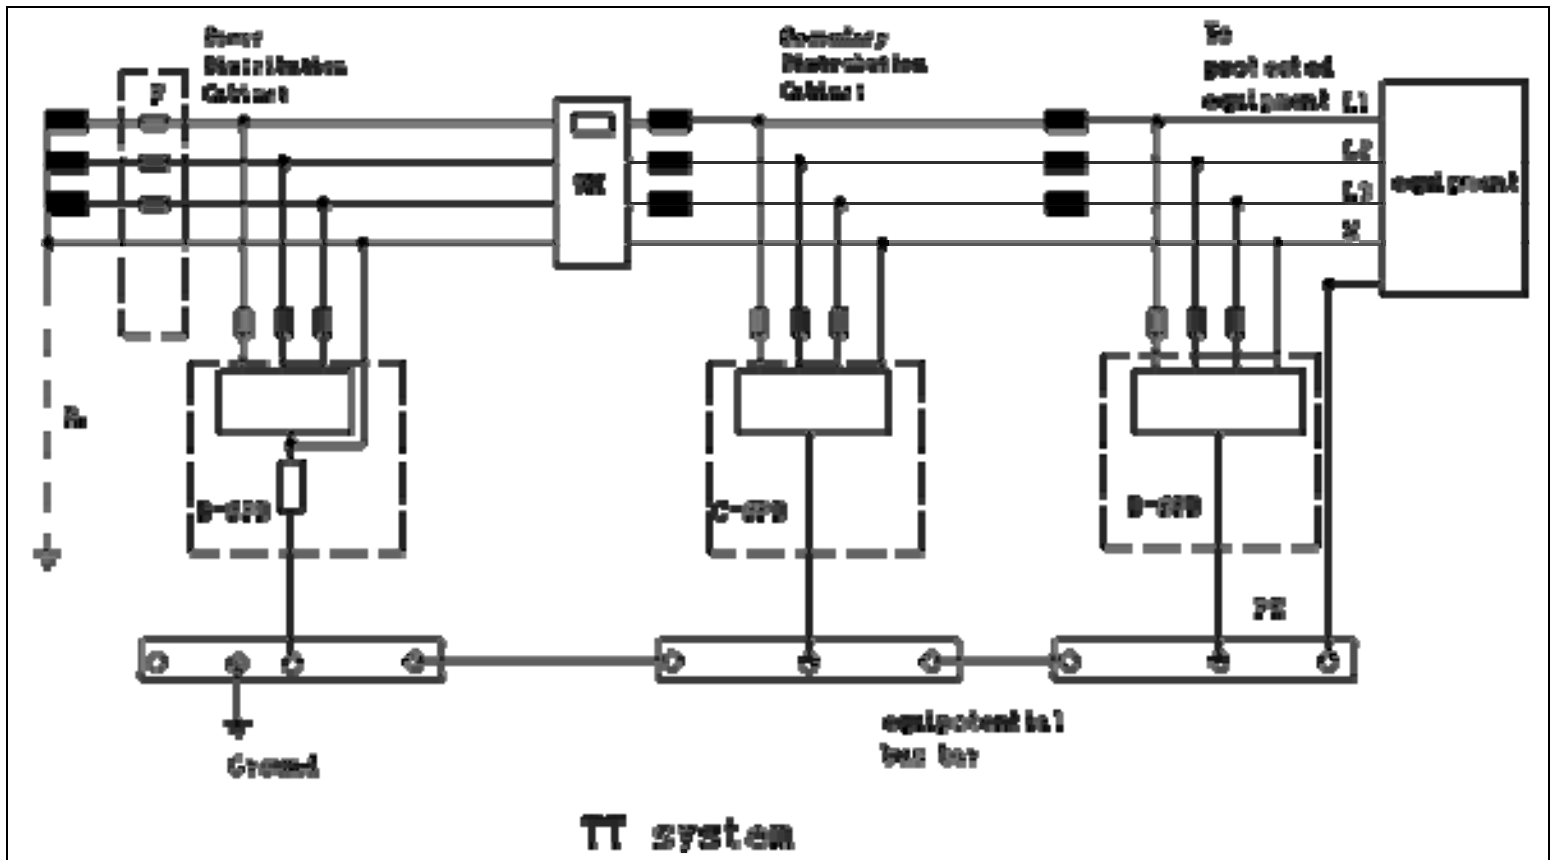 Power
Distribution
Cabinet
Secondary
Distribution
Cabinet
To
protected
equipment
L1
L2
L3
N
F
equipment
B-SPD
C-SPD
D-SPD
PE
equipotential
bus bar
Ground
TT system